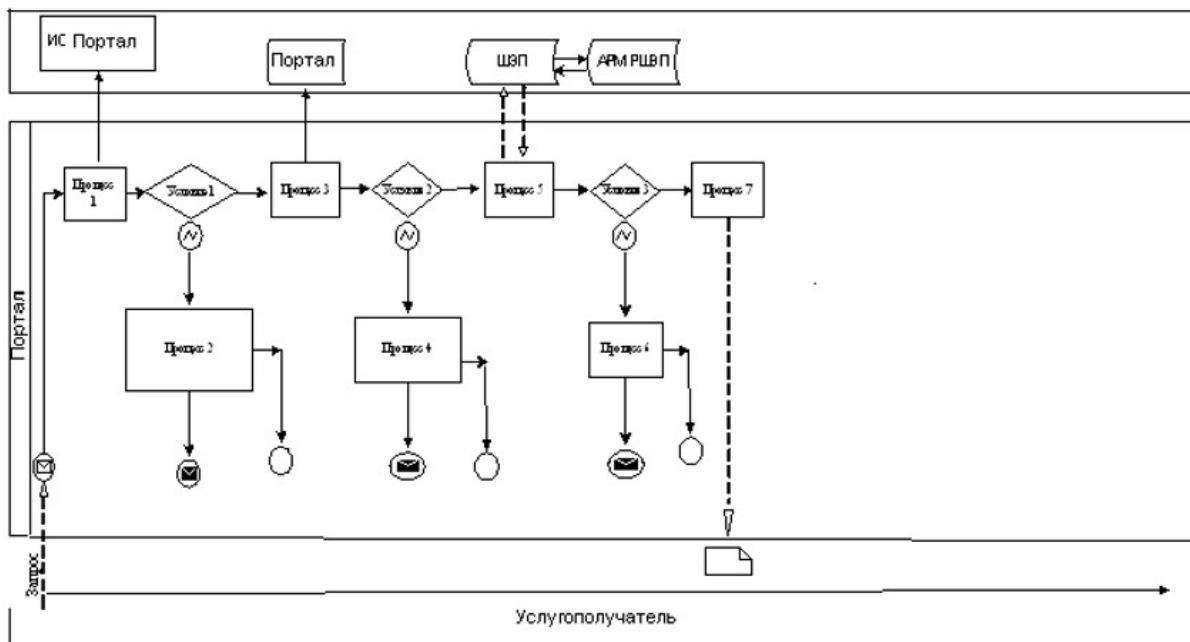 ИС Портал
Портал
ШЭП
АРМ РШЭП
Процесс
1
Условие 1
Процесс 3
Условие 2
Процесс 5
Условие 3
Процесс 7
Процесс 2
Процесс 4
Процесс 6
Портал
Запрос
Услугополучатель